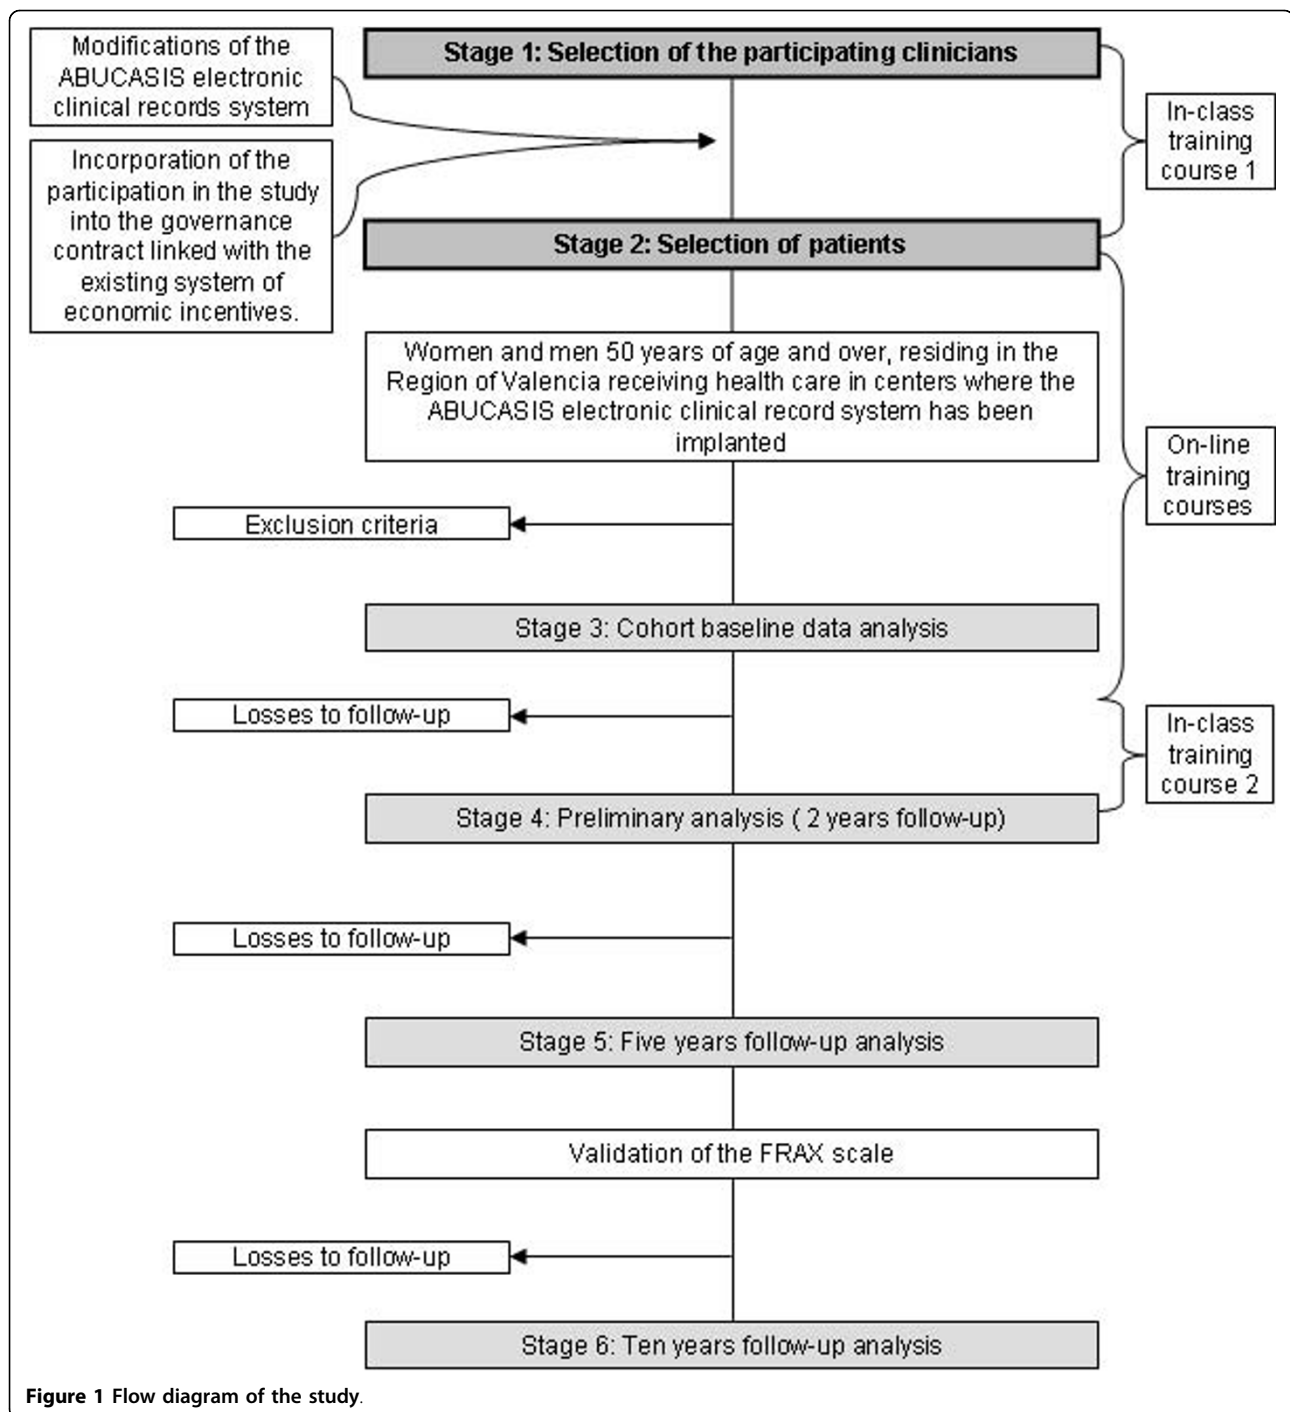 Modifications of the
ABUCASIS electronic
clinical records system
Incorporation of the
participation in the study
into the governance
contract linked with the
existing system of
economic incentives.
Stage 1: Selection of the participating clinicians
In-class
training
course 1
Stage 2: Selection of patients
Women and men 50 years of age and over, residing in the
Region of Valencia receiving health care in centers where the
ABUCASIS electronic clinical record system has been
implanted
On-line
training
courses
Exclusion criteria
Stage 3: Cohort baseline data analysis
Losses to follow-up
In-class
training
course 2
Stage 4: Preliminary analysis ( 2 years follow-up)
Losses to follow-up
Stage 5: Five years follow-up analysis
Validation of the FRAX scale
Losses to follow-up
Stage 6: Ten years follow-up analysis
Figure 1 Flow diagram of the study.